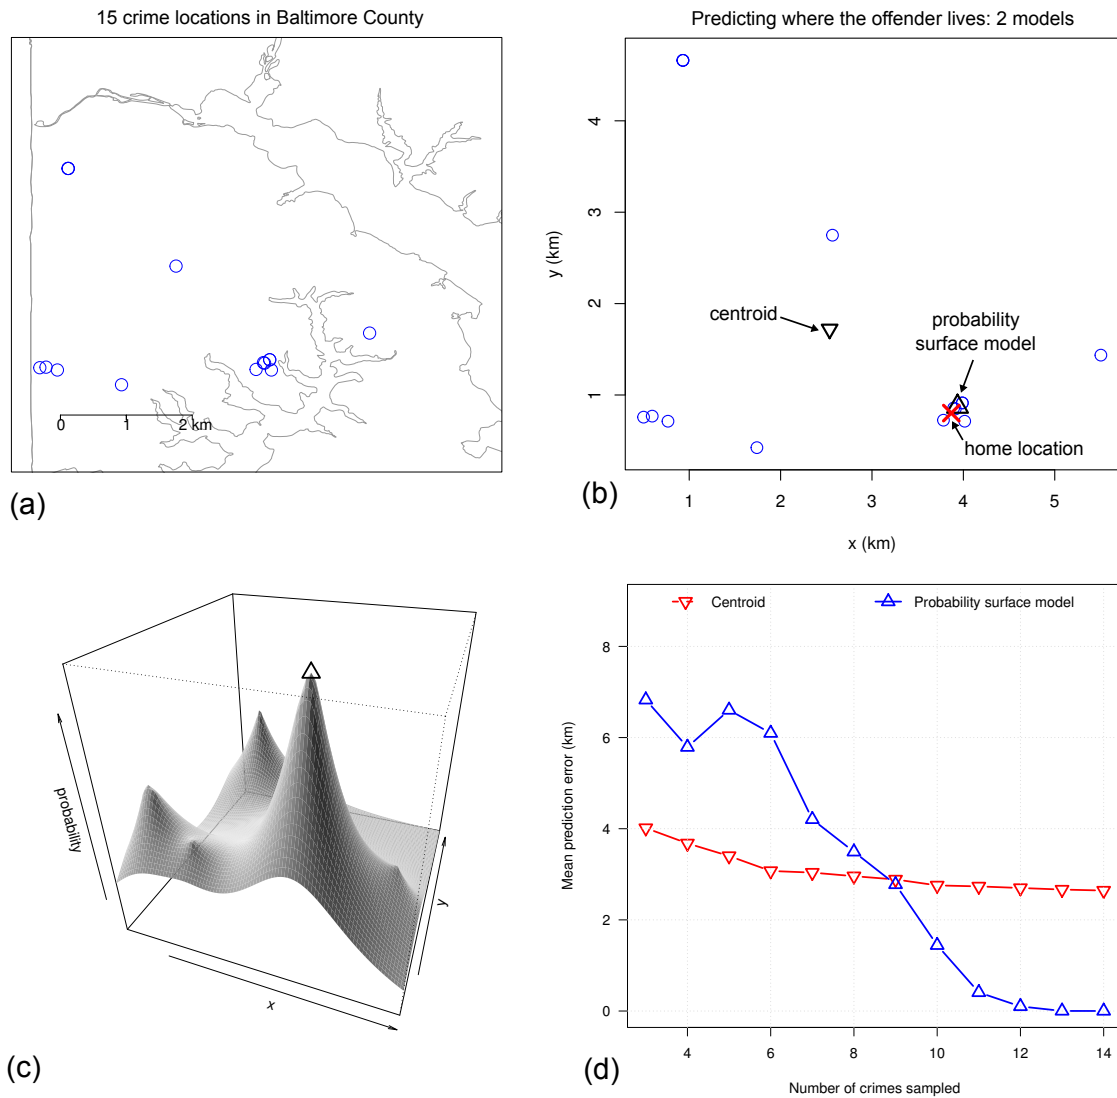 15 crime locations in Baltimore County
0
1
2 km
(a)
Predicting where the offender lives: 2 models
4
3
2
1
y (km)
centroid
probability
surface model
home location
1
2
3
4
5
x (km)
(b)
probability
x
y
(c)
Centroid
Probability surface model
8
6
4
2
0
Mean prediction error (km)
4
6
8
10
12
14
Number of crimes sampled
(d)